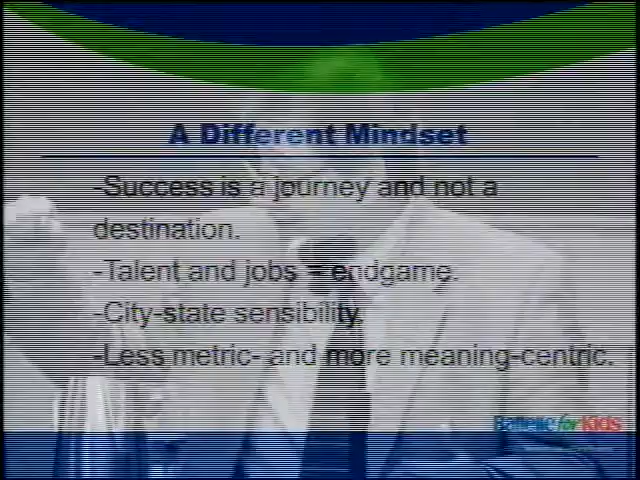 A Different Mindset
-Success is a journey and not a
destination.
-Talent and jobs = endgame.
-City-state sensibility.
-Less metric- and more meaning-centric.
Battelle for Kids